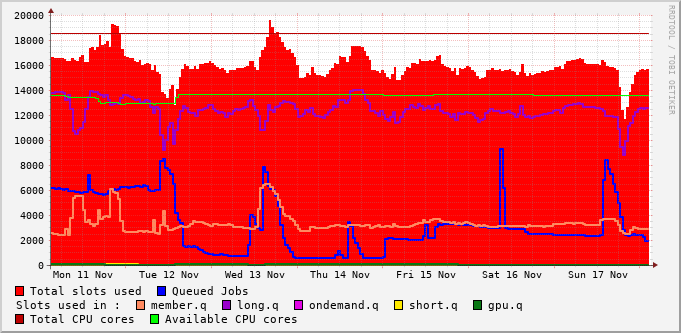 20000
18000
16000
14000
12000
10000
8000
6000
4000
2000
0
Mon 11 Nov Tue 12 Nov Wed 13 Nov Thu 14 Nov Fri 15 Nov Sat 16 Nov Sun 17 Nov
Total slots used Queued Jobs
Slots used in : member.q long.q ondemand.q short.q gpu.q
Total CPU cores Available CPU cores
RRDTOOL / TOBI OETIKER